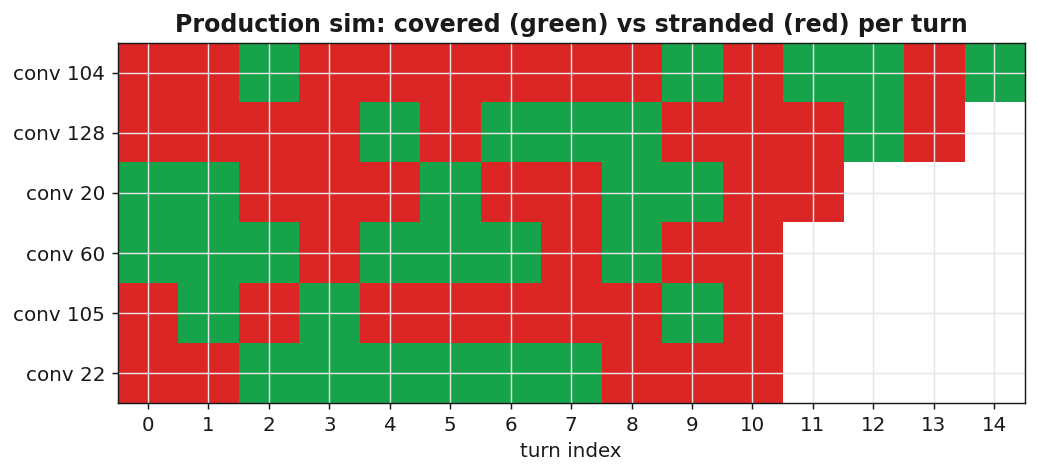 Production sim: covered (green) vs stranded (red) per turn
conv 104
conv 128
conv 20
conv 60
conv 105
conv 22
0 1 2 3 4 5 6 7 8 9 10 11 12 13 14
turn index